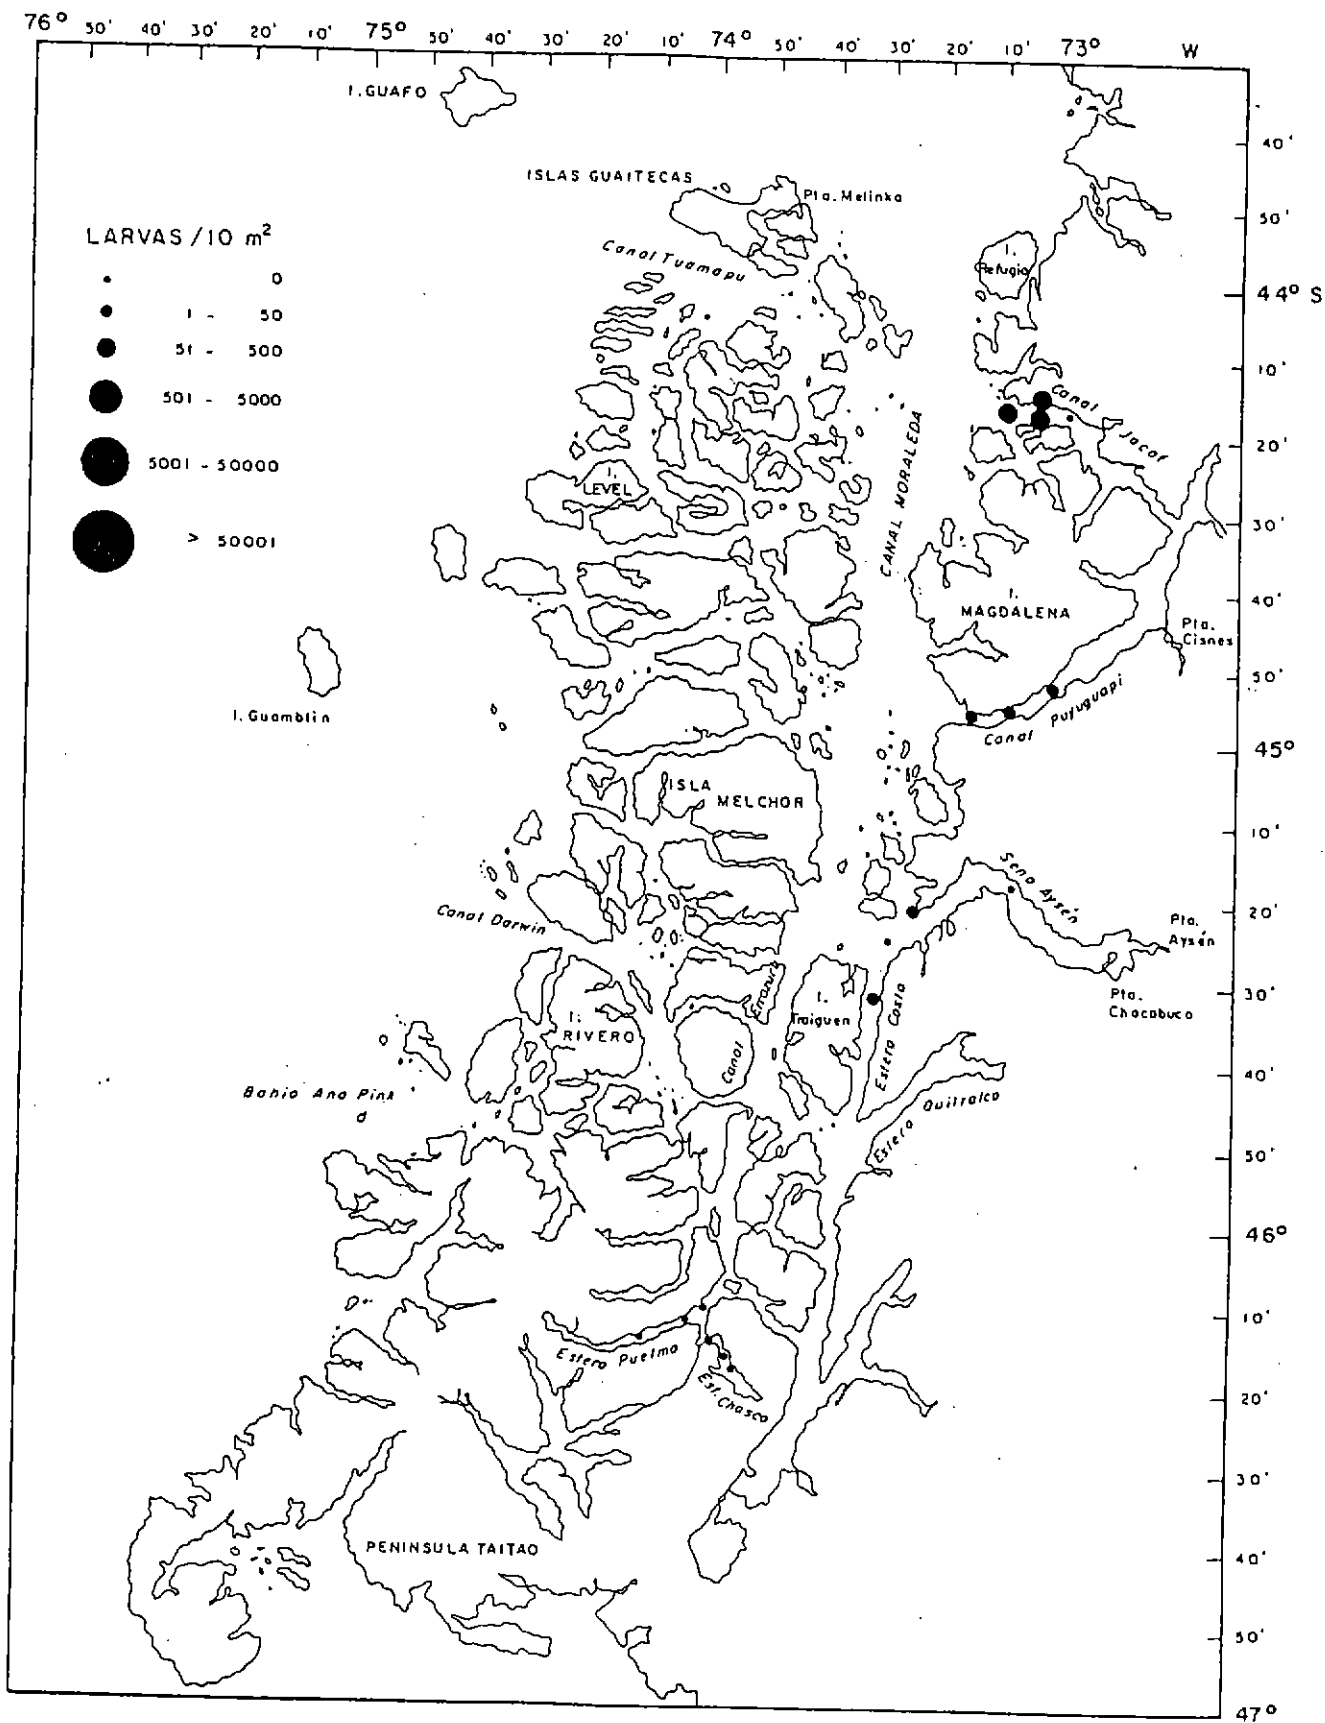 76° 50' 40' 30' 20' 10' 75° 50' 40' 30' 20' 10' 74° 50' 40' 30' 20' 10' 73° W
I. GUAFO
40'
ISLAS GUAITECAS
Pta. Melinka
50'
LARVAS / 10 m²
0
1 - 50
51 - 500
501 - 5000
5001 - 50000
> 50001
Canal Tuamapu
I.
Refugio
44° S
10'
Canal Jacaf
20'
CANAL MORALEDA
I.
LEVEL
30'
I.
MAGDALENA
40'
Pta.
Cisnes
50'
I. Guamblin
Canal Puyuguapi
45°
ISLA
MELCHOR
10'
Seno Aysén
Canal Darwin
20'
Pta.
Aysén
Errazuriz
30'
Pta.
Chacabuco
I.
Traiguen
I.
RIVERO
Canal
Estero Costa
40'
Bahia Ana Pink
Estero Quitralco
50'
46°
10'
Estero Puelma
Est. Chasco
20'
30'
PENINSULA TAITAO
40'
50'
47°